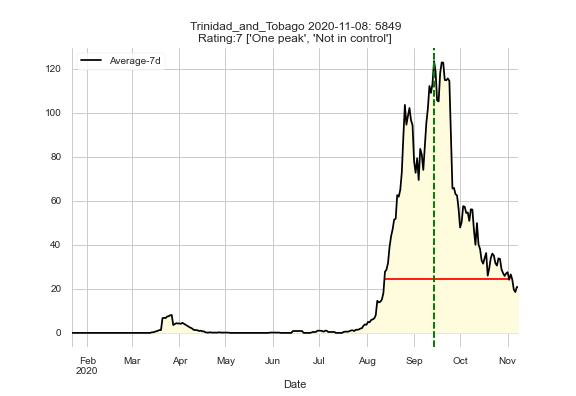 Trinidad_and_Tobago 2020-11-08: 5849
Rating:7 ['One peak', 'Not in control']
Average-7d
120
100
80
60
40
20
0
Feb Mar Apr May Jun Jul Aug Sep Oct Nov
2020
Date